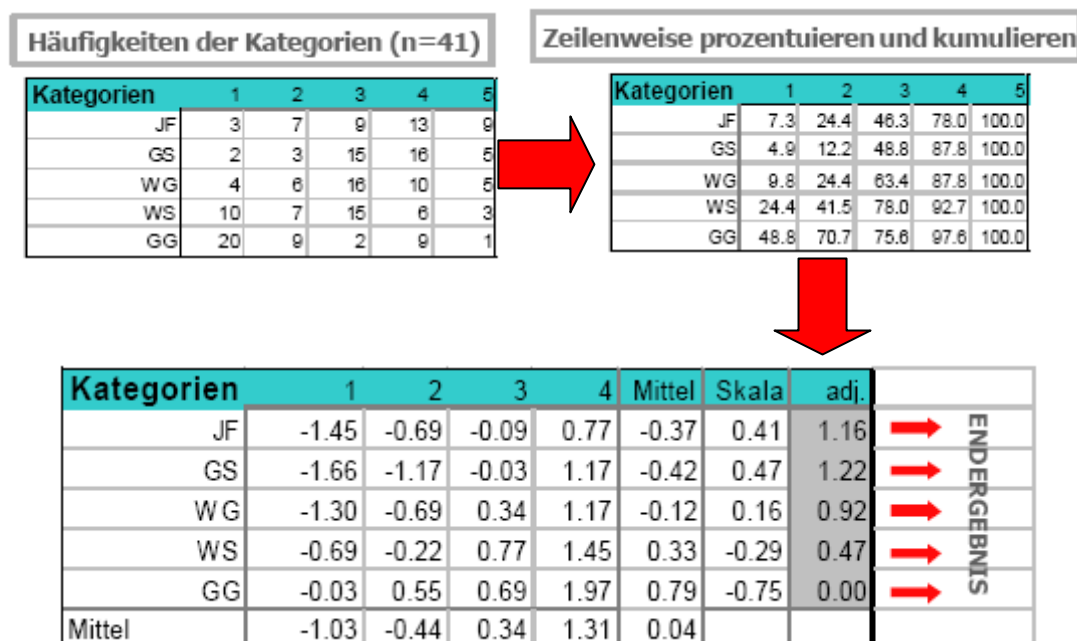 Häufigkeiten der Kategorien (n=41)
Zeilenweise prozentuieren und kumulieren
Kategorien 1 2 3 4 5
JF 3 7 9 13 9
GS 2 3 15 16 5
WG 4 6 16 10 5
WS 10 7 15 6 3
GG 20 9 2 9 1
Kategorien 1 2 3 4 5
JF 7.3 24.4 46.3 78.0 100.0
GS 4.9 12.2 48.8 87.8 100.0
WG 9.8 24.4 63.4 87.8 100.0
WS 24.4 41.5 78.0 92.7 100.0
GG 48.8 70.7 75.6 97.6 100.0
Kategorien 1 2 3 4 Mittel Skala adj.
JF -1.45 -0.69 -0.09 0.77 -0.37 0.41 1.16
GS -1.66 -1.17 -0.03 1.17 -0.42 0.47 1.22
WG -1.30 -0.69 0.34 1.17 -0.12 0.16 0.92
WS -0.69 -0.22 0.77 1.45 0.33 -0.29 0.47
GG -0.03 0.55 0.69 1.97 0.79 -0.75 0.00
Mittel -1.03 -0.44 0.34 1.31 0.04
ENDERGEBNIS